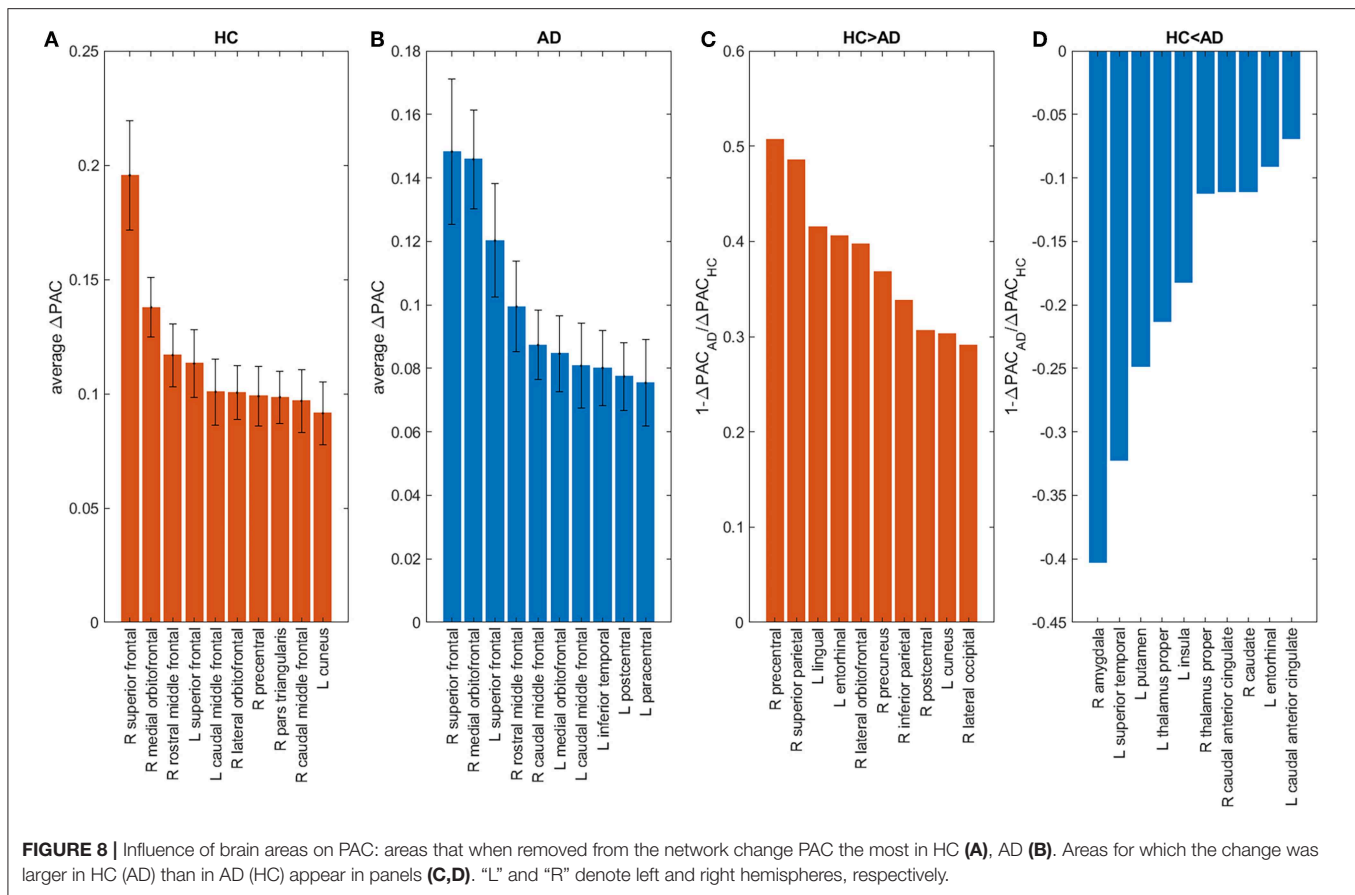 A
HC
0.25
0.2
0.15
0.1
0.05
0
average ΔPAC
R superior frontal
R medial orbitofrontal
R rostral middle frontal
L superior frontal
L caudal middle frontal
R lateral orbitofrontal
R precentral
R pars triangularis
R caudal middle frontal
L cuneus
B
AD
0.18
0.16
0.14
0.12
0.1
0.08
0.06
0.04
0.02
0
average ΔPAC
R superior frontal
R medial orbitofrontal
L superior frontal
R rostral middle frontal
R caudal middle frontal
L medial orbitofrontal
L caudal middle frontal
L inferior temporal
L postcentral
L paracentral
C
HC>AD
0.6
0.5
0.4
0.3
0.2
0.1
0
1-ΔPAC_AD/ΔPAC_HC
R precentral
R superior parietal
L lingual
L entorhinal
R lateral orbitofrontal
R precuneus
R inferior parietal
R postcentral
L cuneus
R lateral occipital
D
HC<AD
0
-0.05
-0.1
-0.15
-0.2
-0.25
-0.3
-0.35
-0.4
-0.45
1-ΔPAC_AD/ΔPAC_HC
R amygdala
L superior temporal
L putamen
L thalamus proper
L insula
R thalamus proper
R caudal anterior cingulate
R caudate
L entorhinal
L caudal anterior cingulate
FIGURE 8 | Influence of brain areas on PAC: areas that when removed from the network change PAC the most in HC (A), AD (B). Areas for which the change was
larger in HC (AD) than in AD (HC) appear in panels (C,D). “L” and “R” denote left and right hemispheres, respectively.